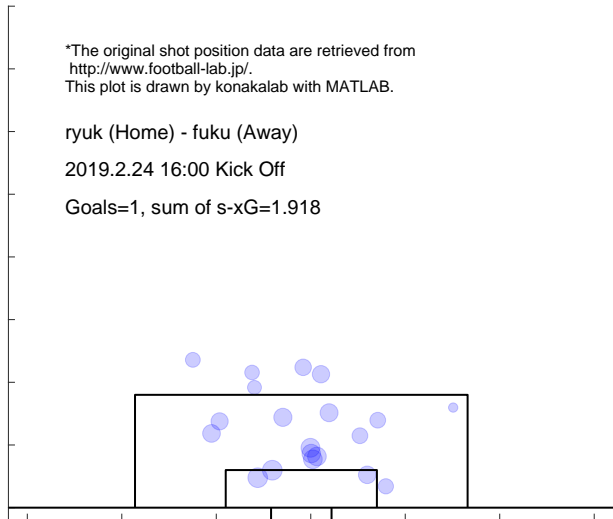 *The original shot position data are retrieved from
http://www.football-lab.jp/.
This plot is drawn by konakalab with MATLAB.
ryuk (Home) - fuku (Away)
2019.2.24 16:00 Kick Off
Goals=1, sum of s-xG=1.918